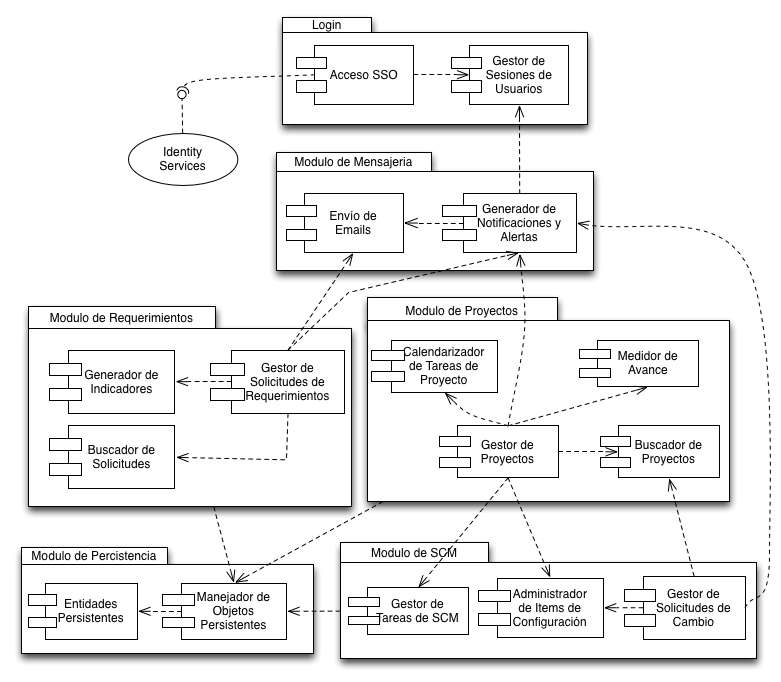 Login
Acceso SSO
Gestor de
Sesiones de
Usuarios
Identity
Services
Modulo de Mensajeria
Envío de
Emails
Generador de
Notificaciones y
Alertas
Modulo de Requerimientos
Generador de
Indicadores
Gestor de
Solicitudes de
Requerimientos
Buscador de
Solicitudes
Modulo de Proyectos
Calendarizador
de Tareas de
Proyecto
Medidor de
Avance
Gestor de
Proyectos
Buscador de
Proyectos
Modulo de Percistencia
Entidades
Persistentes
Manejador de
Objetos
Persistentes
Modulo de SCM
Gestor de
Tareas de SCM
Administrador
de Items de
Configuración
Gestor de
Solicitudes de
Cambio